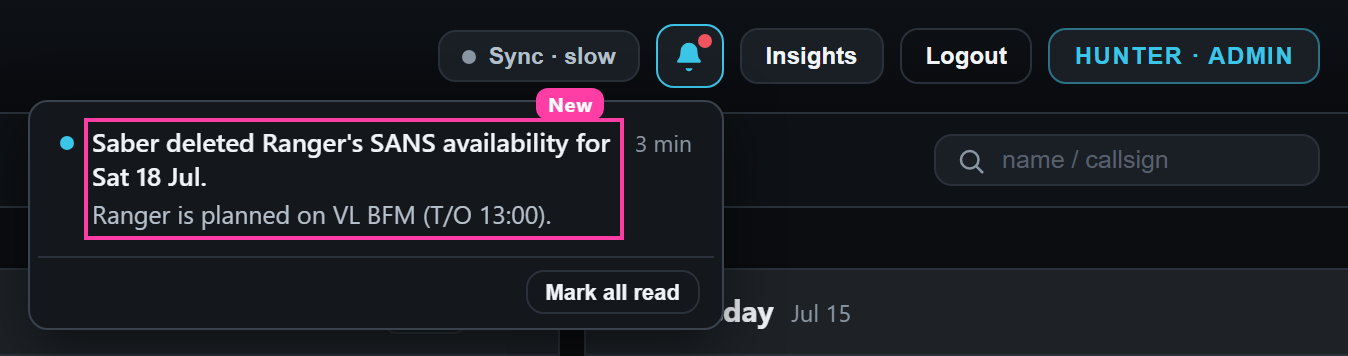 Sync · slow
Insights
Logout
HUNTER · ADMIN
New
Saber deleted Ranger's SANS availability for
Sat 18 Jul.
3 min
Ranger is planned on VL BFM (T/O 13:00).
name / callsign
Mark all read
day Jul 15